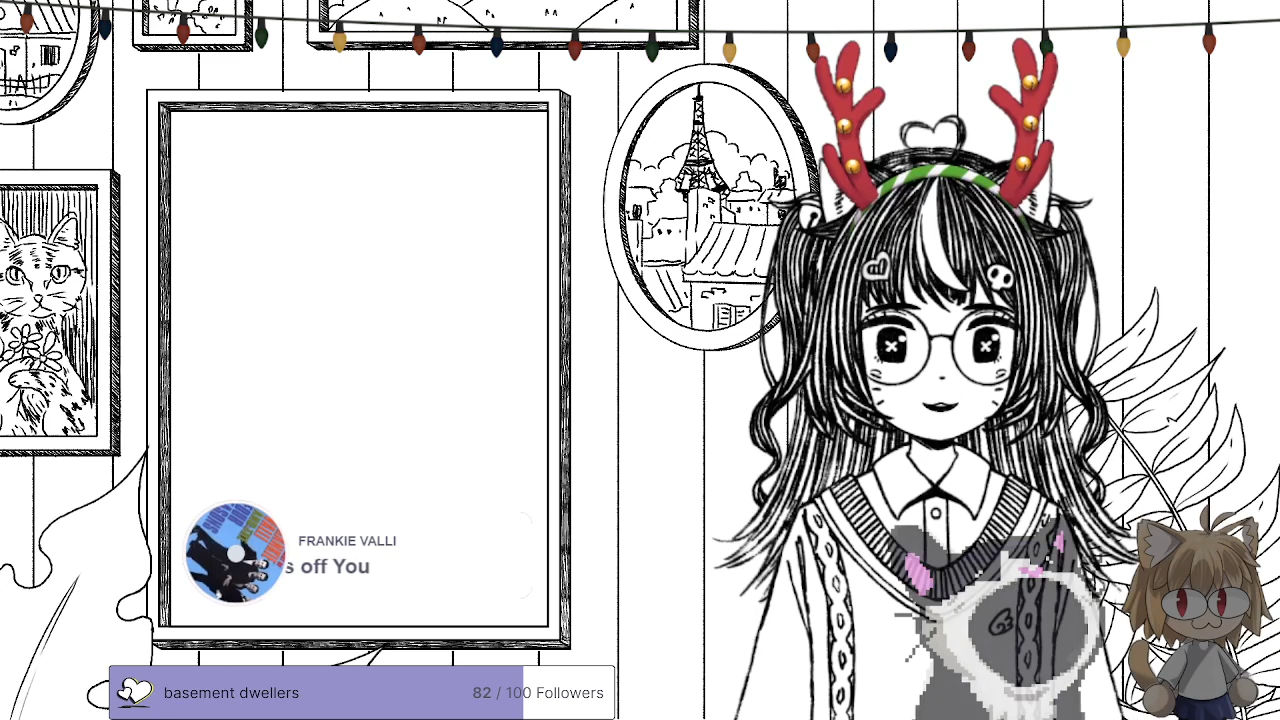 FRANKIE VALLI
s off You
basement dwellers
82 / 100 Followers